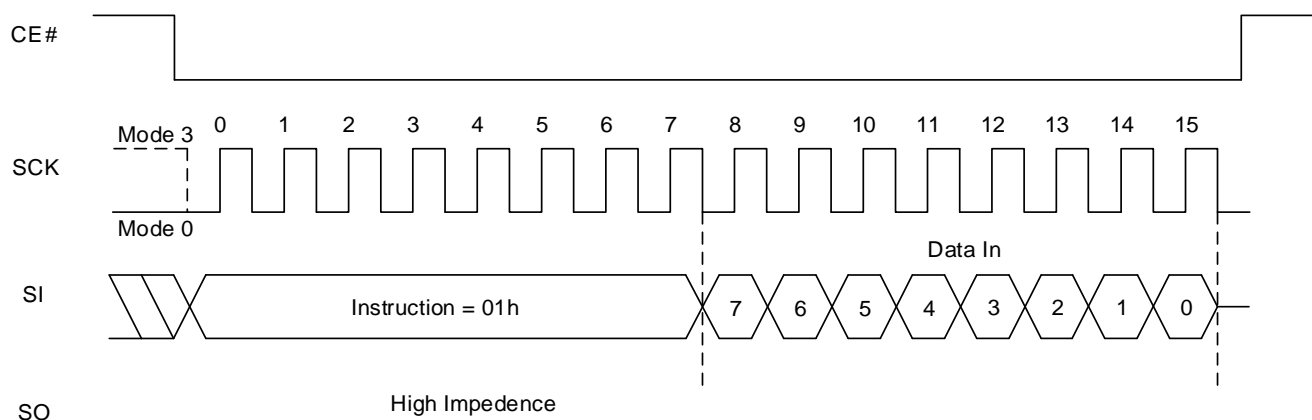 CE#
Mode 3
0 1 2 3 4 5 6 7 8 9 10 11 12 13 14 15
SCK
Mode 0
Data In
SI
Instruction = 01h
7 6 5 4 3 2 1 0
High Impedence
SO